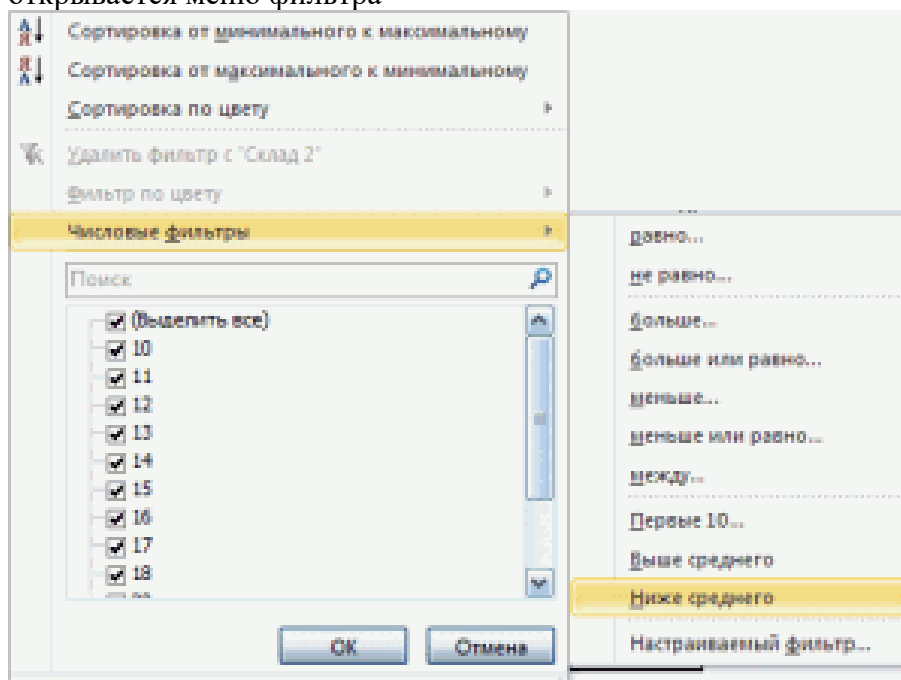 открывается меню фильтра
Сортировка от минимального к максимальному
Сортировка от максимального к минимальному
Сортировка по цвету
Удалить фильтр с "Склад 2"
Фильтр по цвету
Числовые фильтры
Поиск
(Выделить все)
10
11
12
13
14
15
16
17
18
ОК
Отмена
равно...
не равно...
больше...
больше или равно...
меньше...
меньше или равно...
между...
Первые 10...
Выше среднего
Ниже среднего
Настраиваемый фильтр...